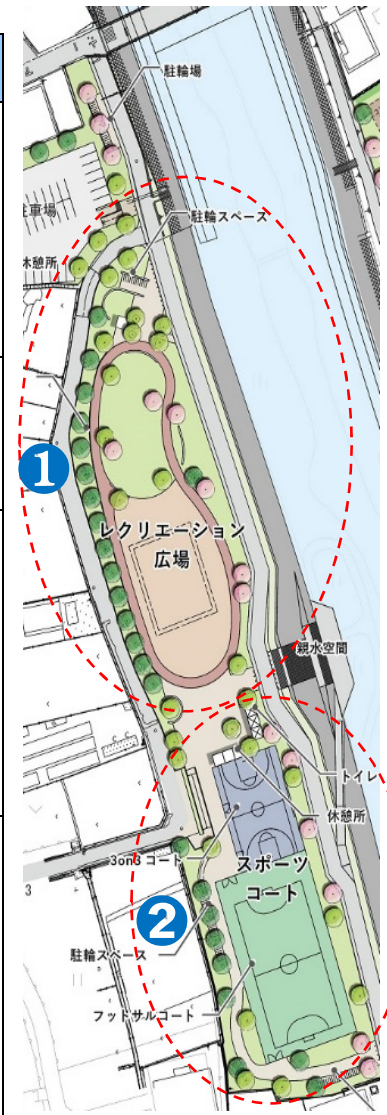 駐輪場
駐輪スペース
駐車場
休憩所
1
レクリエーション
広場
親水空間
トイレ
休憩所
3on3 コート
スポーツ
コート
3
2
駐輪スペース
フットサルコート